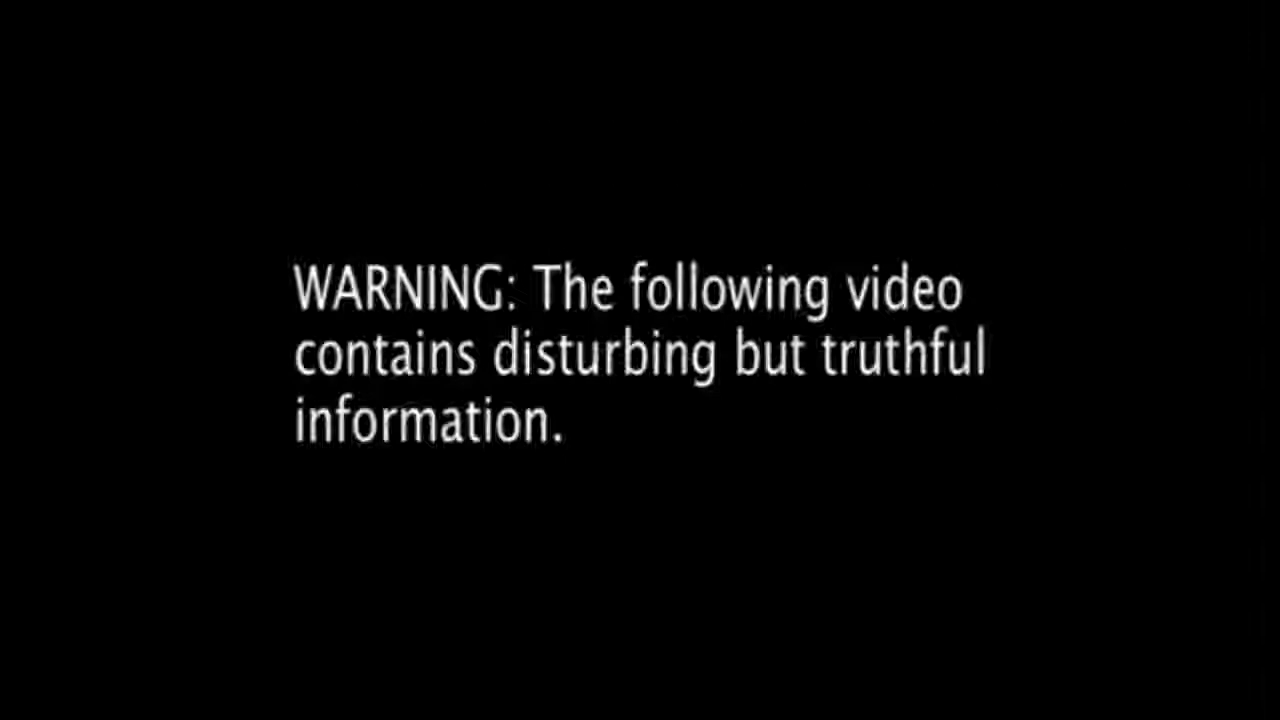 WARNING: The following video
contains disturbing but truthful
information.